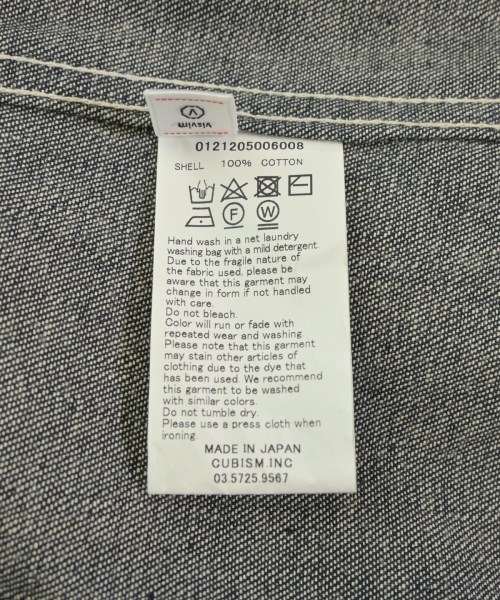 visvim
0121205006008
SHELL 100% COTTON
F W
Hand wash in a net laundry
washing bag with a mild detergent.
Due to the fragile nature of
the fabric used, please be
aware that this garment may
change in form if not handled
with care.
Do not bleach.
Color will run or fade with
repeated wear and washing.
Please note that this garment
may stain other articles of
clothing due to the dye that
has been used. We recommend
this garment to be washed
with similar colors.
Do not tumble dry.
Please use a press cloth when
ironing.
MADE IN JAPAN
CUBISM.INC
03.5725.9567